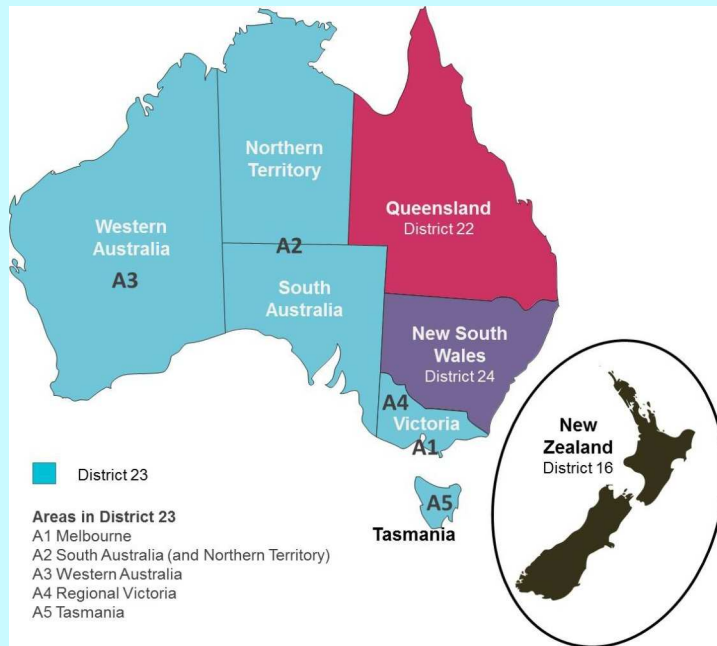 Northern
Territory
Western
Australia
A3
A2
South
Australia
Queensland
District 22
New South
Wales
District 24
A4
Victoria
A1
A5
Tasmania
New
Zealand
District 16
District 23
Areas in District 23
A1 Melbourne
A2 South Australia (and Northern Territory)
A3 Western Australia
A4 Regional Victoria
A5 Tasmania